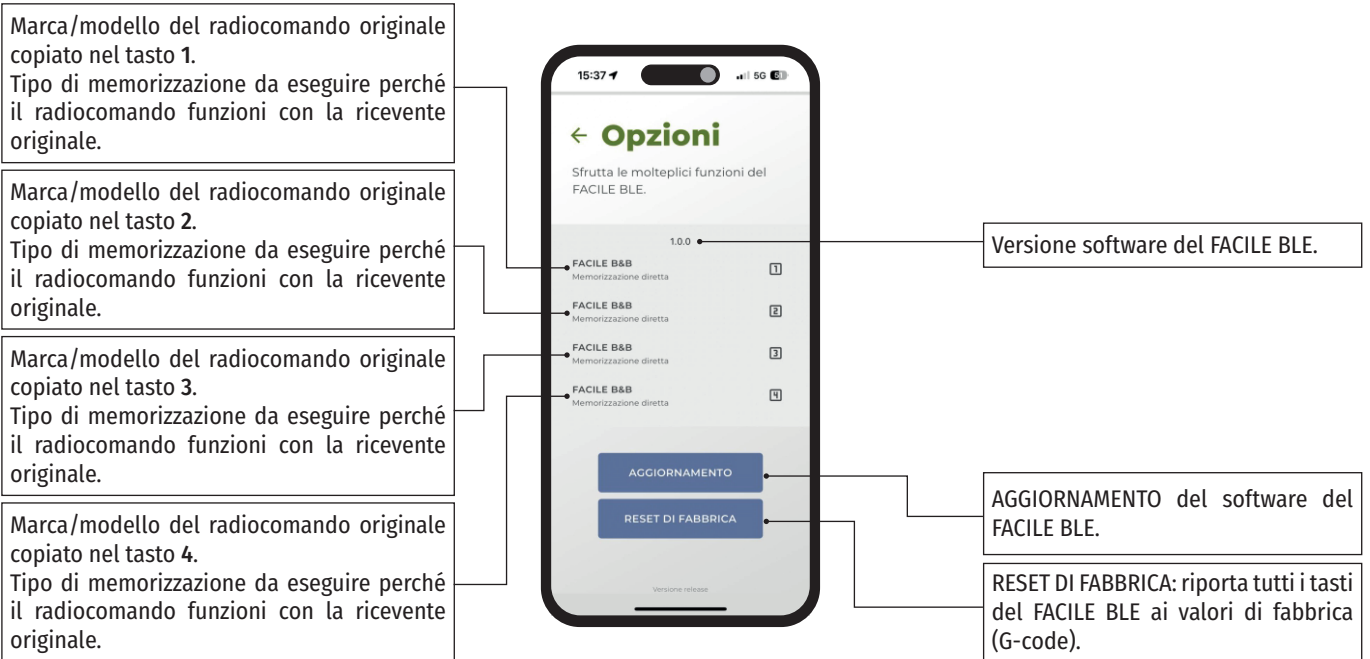 Marca/modello del radiocomando originale
copiato nel tasto 1.
Tipo di memorizzazione da eseguire perché
il radiocomando funzioni con la ricevente
originale.
Marca/modello del radiocomando originale
copiato nel tasto 2.
Tipo di memorizzazione da eseguire perché
il radiocomando funzioni con la ricevente
originale.
Marca/modello del radiocomando originale
copiato nel tasto 3.
Tipo di memorizzazione da eseguire perché
il radiocomando funzioni con la ricevente
originale.
Marca/modello del radiocomando originale
copiato nel tasto 4.
Tipo di memorizzazione da eseguire perché
il radiocomando funzioni con la ricevente
originale.
15:37 5G
← Opzioni
Sfrutta le molteplici funzioni del
FACILE BLE.
1.0.0
FACILE B&B
Memorizzazione diretta
1
FACILE B&B
Memorizzazione diretta
2
FACILE B&B
Memorizzazione diretta
3
FACILE B&B
Memorizzazione diretta
4
AGGIORNAMENTO
RESET DI FABBRICA
Versione release
Versione software del FACILE BLE.
AGGIORNAMENTO del software del
FACILE BLE.
RESET DI FABBRICA: riporta tutti i tasti
del FACILE BLE ai valori di fabbrica
(G-code).